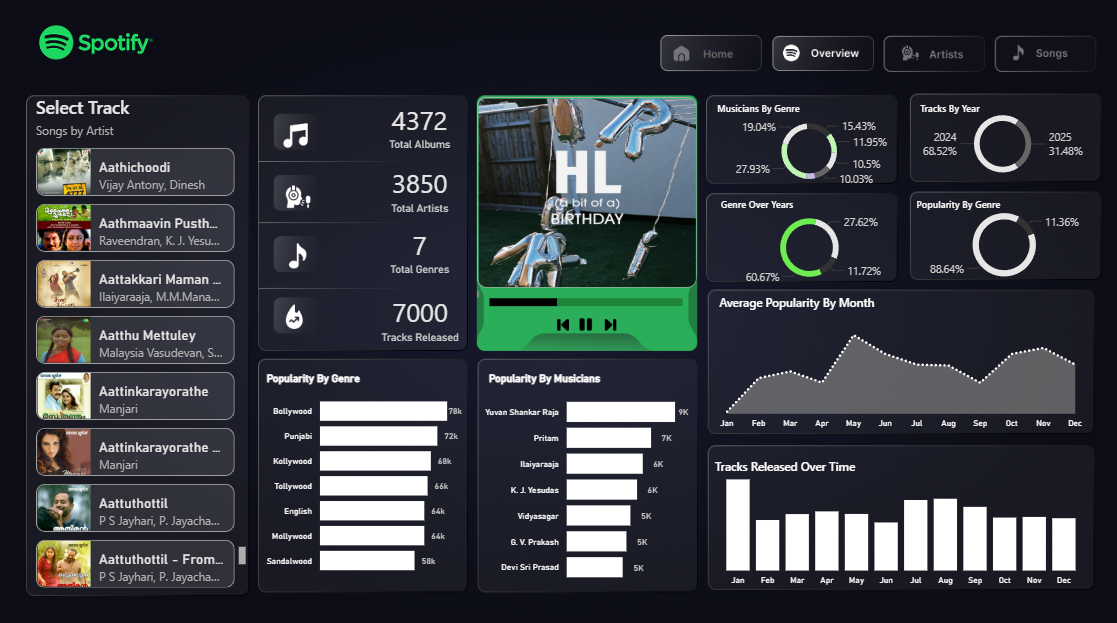 Spotify
Home
Overview
Artists
Songs
Select Track
Songs by Artist
Aathichoodi
Vijay Antony, Dinesh
Aathmaavin Pusth...
Raveendran, K. J. Yesu...
Aattakkari Maman ...
Ilaiyaraaja, M.M.Mana...
Aatthu Mettuley
Malaysia Vasudevan, S...
Aattinkarayorathe
Manjari
Aattinkarayorathe ...
Manjari
Aattuthottil
P S Jayhari, P. Jayacha...
Aattuthottil - From...
P S Jayhari, P. Jayacha...
4372
Total Albums
3850
Total Artists
7
Total Genres
7000
Tracks Released
HL
(a bit of a)
BIRTHDAY
Musicians By Genre
19.04%
15.43%
11.95%
27.93%
10.5%
10.03%
Tracks By Year
2024
68.52%
2025
31.48%
Genre Over Years
27.62%
11.72%
60.67%
Popularity By Genre
11.36%
88.64%
Popularity By Genre
Bollywood 78k
Punjabi 72k
Kollywood 68k
Tollywood 66k
English 64k
Mollywood 64k
Sandalwood 58k
Popularity By Musicians
Yuvan Shankar Raja 9K
Pritam 7K
Ilaiyaraaja 6K
K. J. Yesudas 6K
Vidyasagar 5K
G. V. Prakash 5K
Devi Sri Prasad 5K
Average Popularity By Month
Jan Feb Mar Apr May Jun Jul Aug Sep Oct Nov Dec
Tracks Released Over Time
Jan Feb Mar Apr May Jun Jul Aug Sep Oct Nov Dec